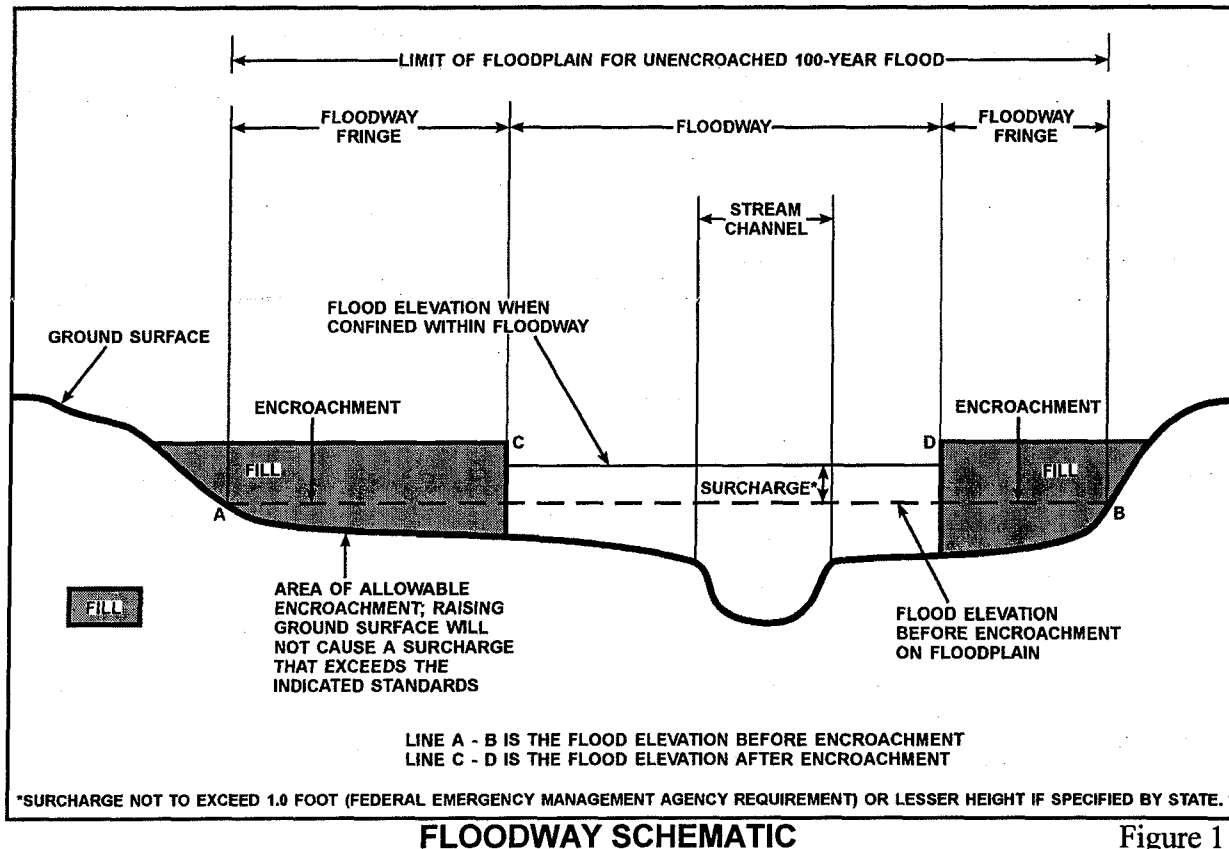 LIMIT OF FLOODPLAIN FOR UNENCROACHED 100-YEAR FLOOD
FLOODWAY
FRINGE
FLOODWAY
FLOODWAY
FRINGE
STREAM
CHANNEL
FLOOD ELEVATION WHEN
CONFINED WITHIN FLOODWAY
GROUND SURFACE
ENCROACHMENT
ENCROACHMENT
C
D
FILL
FILL
SURCHARGE*
A
B
AREA OF ALLOWABLE
ENCROACHMENT; RAISING
GROUND SURFACE WILL
NOT CAUSE A SURCHARGE
THAT EXCEEDS THE
INDICATED STANDARDS
FILL
FLOOD ELEVATION
BEFORE ENCROACHMENT
ON FLOODPLAIN
LINE A - B IS THE FLOOD ELEVATION BEFORE ENCROACHMENT
LINE C - D IS THE FLOOD ELEVATION AFTER ENCROACHMENT
*SURCHARGE NOT TO EXCEED 1.0 FOOT (FEDERAL EMERGENCY MANAGEMENT AGENCY REQUIREMENT) OR LESSER HEIGHT IF SPECIFIED BY STATE.
FLOODWAY SCHEMATIC
Figure 1